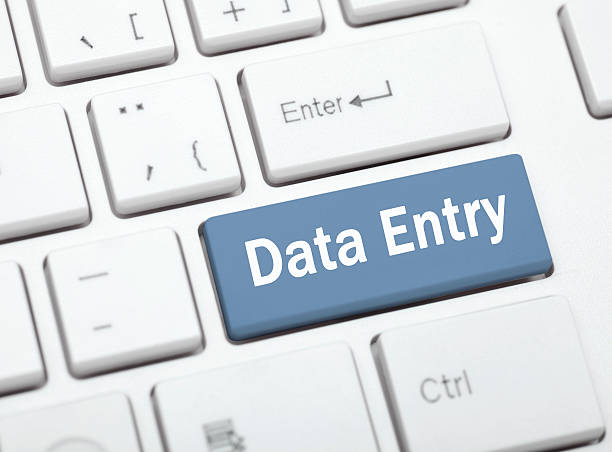 [
+
]
Enter
{
Data Entry
Ctrl